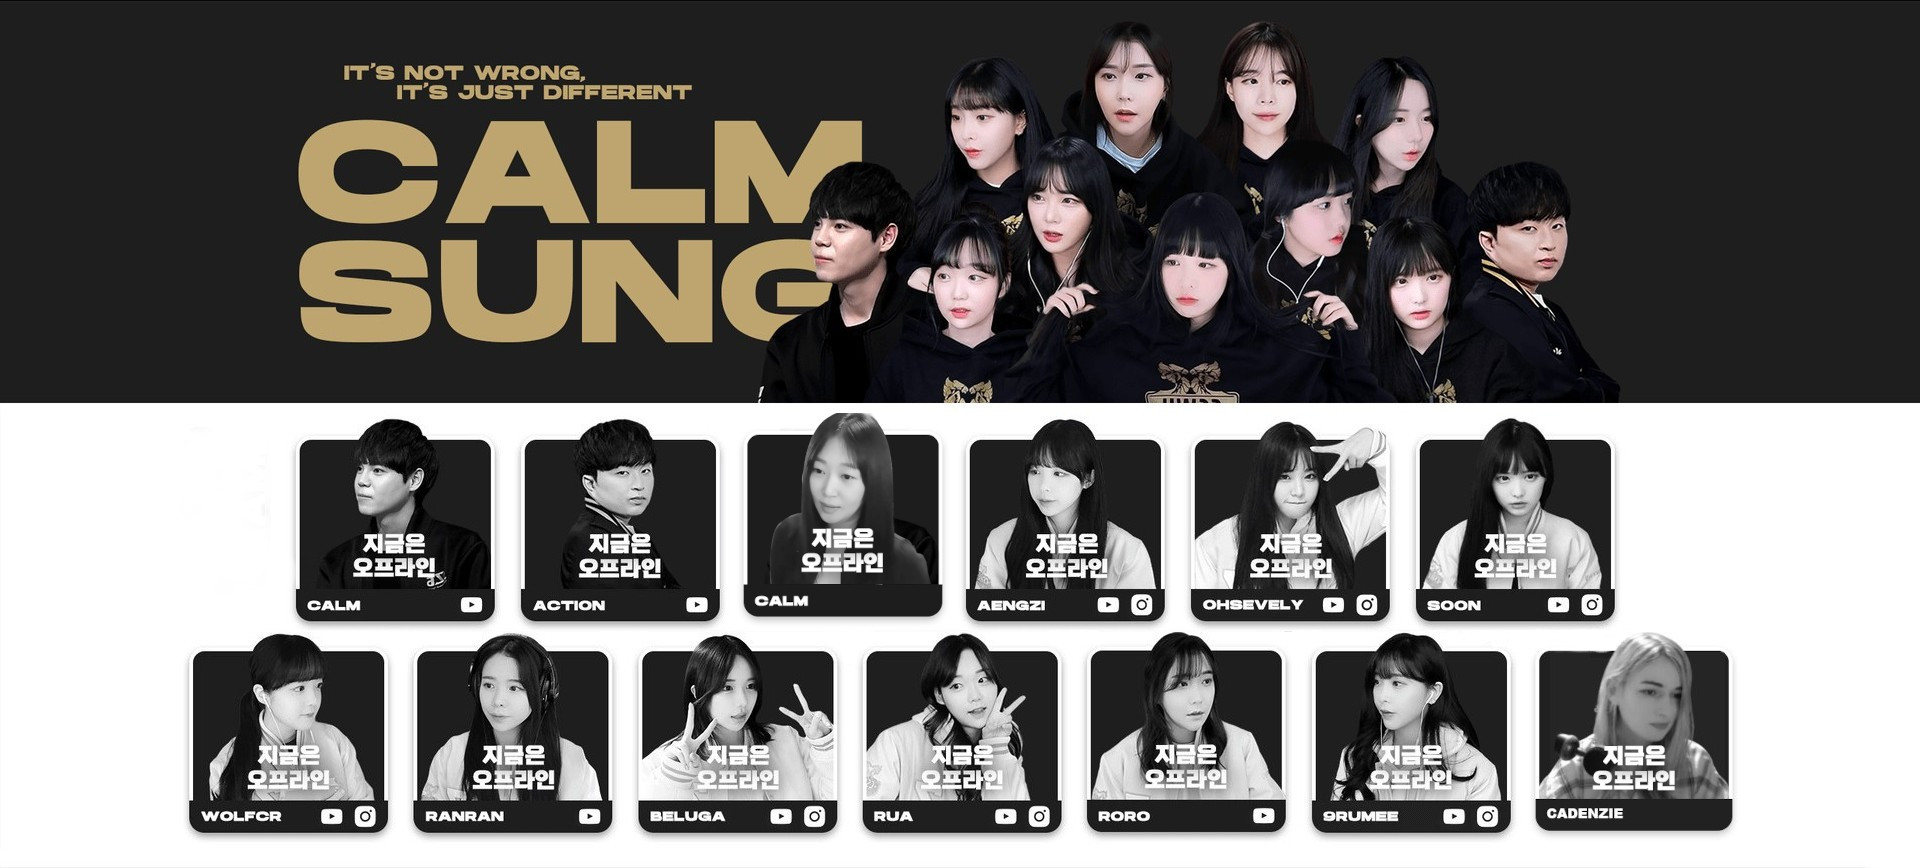 IT'S NOT WRONG,
IT'S JUST DIFFERENT
CALM
SUNG
지금은
오프라인
CALM
지금은
오프라인
ACTION
지금은
오프라인
CALM
지금은
오프라인
AENGZI
지금은
오프라인
OHSEVELY
지금은
오프라인
SOON
지금은
오프라인
WOLFCR
지금은
오프라인
RANRAN
지금은
오프라인
BELUGA
지금은
오프라인
RUA
지금은
오프라인
RORO
지금은
오프라인
9RUMEE
지금은
오프라인
CADENZIE